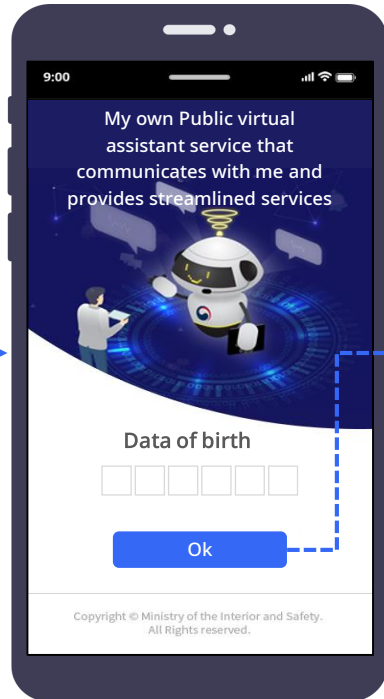 9:00
My own Public virtual
assistant service that
communicates with me and
provides streamlined services
Data of birth
Ok
Copyright © Ministry of the Interior and Safety.
All Rights reserved.